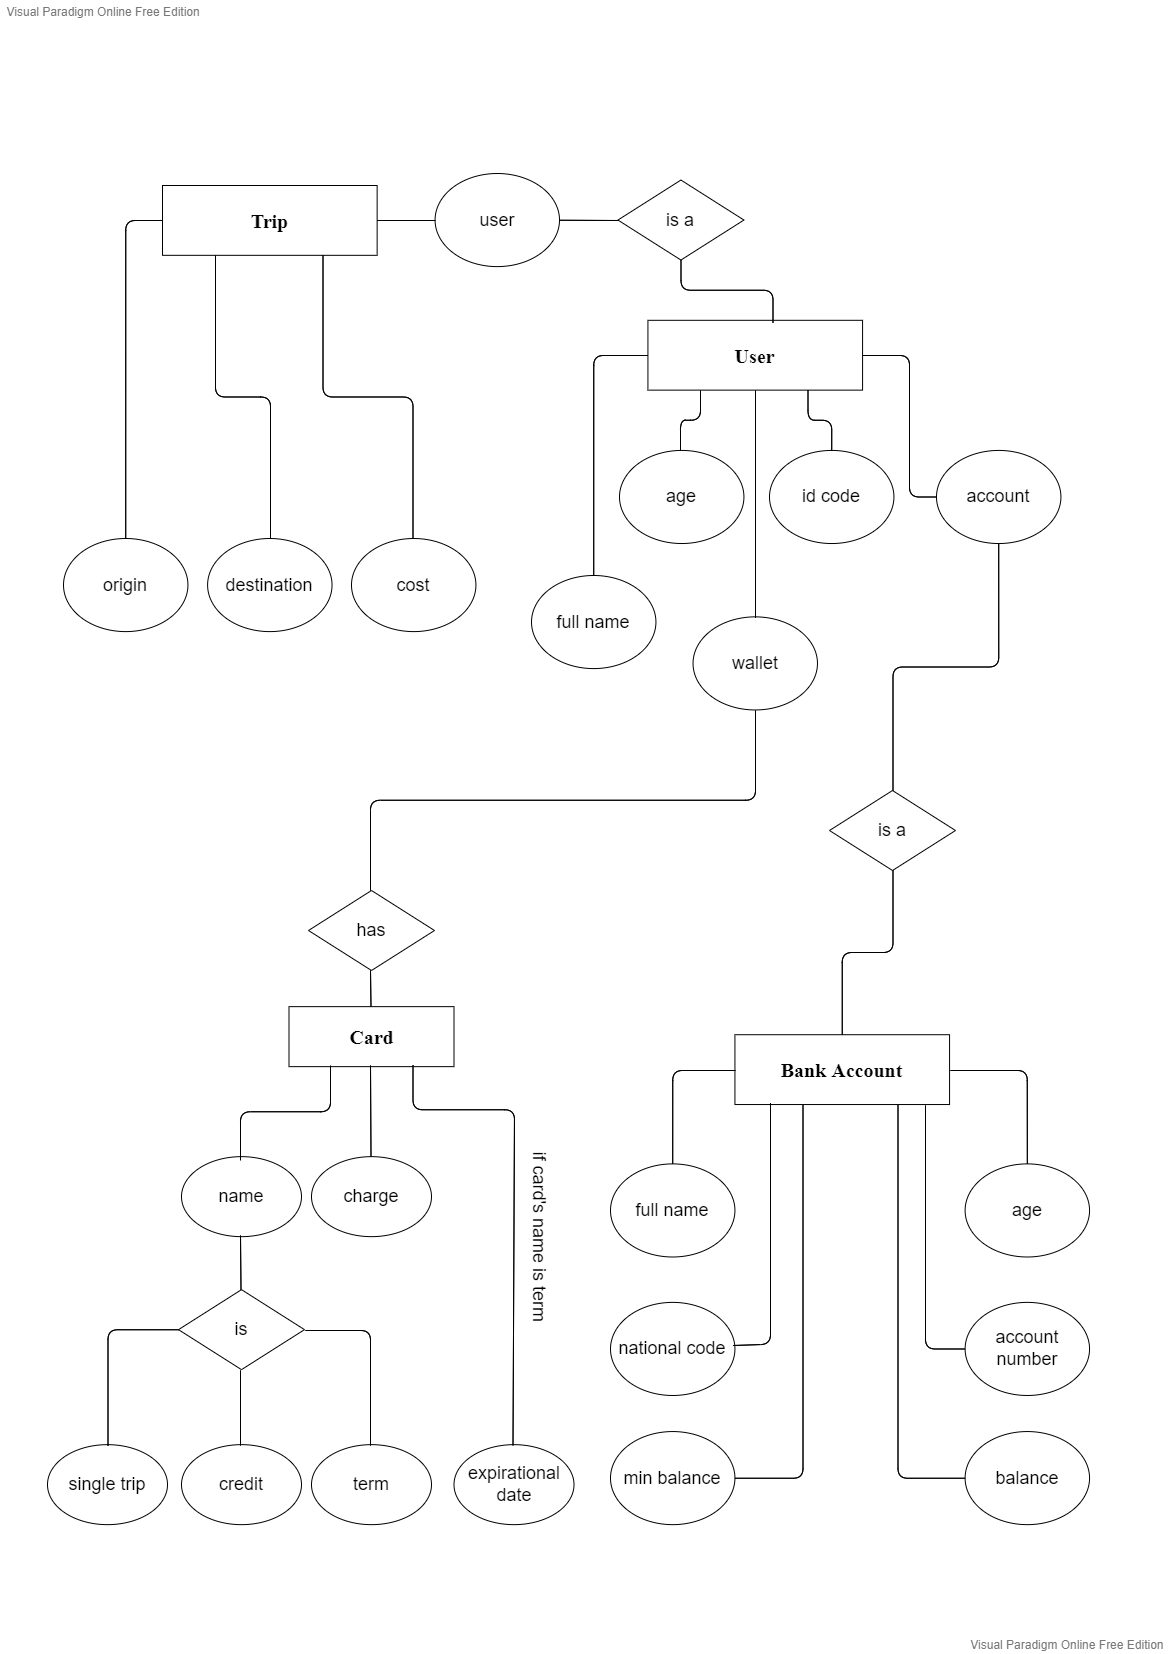 Visual Paradigm Online Free Edition
Trip
user
is a
User
age
id code
account
origin
destination
cost
full name
wallet
is a
has
Card
Bank Account
name
charge
if card's name is term
full name
age
is
national code
account
number
single trip
credit
term
expirational
date
min balance
balance
Visual Paradigm Online Free Edition